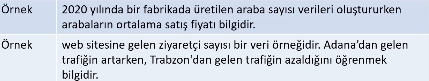 Örnek 2020 yılında bir fabrikada üretilen araba sayısı verileri oluştururken
arabaların ortalama satış fiyatı bilgidir.
Örnek web sitesine gelen ziyaretçi sayısı bir veri örneğidir. Adana'dan gelen
trafiğin artarken, Trabzon'dan gelen trafiğin azaldığını öğrenmek
bilgidir.